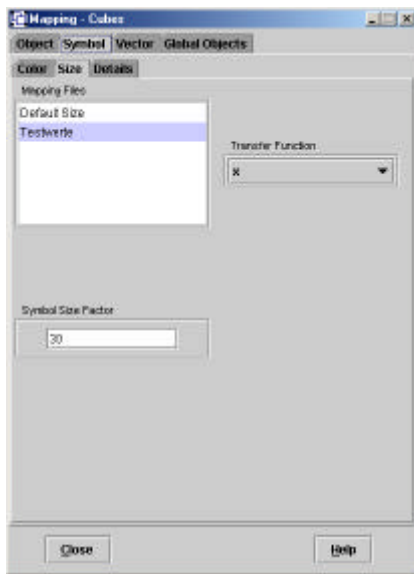 Mapping - Cubes
Object Symbol Vector Global Objects
Color Size Details
Mapping Files
Default Size
Testwerte
Transfer Function
x
Symbol Size Factor
30
Close
Help